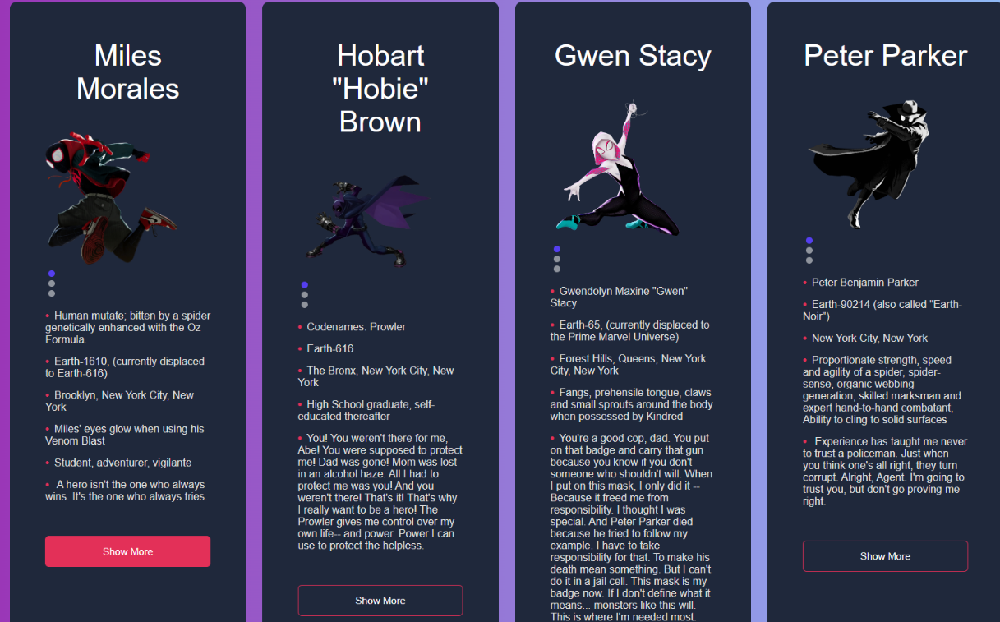 Miles
Morales
• Human mutate; bitten by a spider
genetically enhanced with the Oz
Formula.
• Earth-1610, (currently displaced
to Earth-616)
• Brooklyn, New York City, New
York
• Miles' eyes glow when using his
Venom Blast
• Student, adventurer, vigilante
• A hero isn't the one who always
wins. It's the one who always tries.
Show More
Hobart
"Hobie"
Brown
• Codenames: Prowler
• Earth-616
• The Bronx, New York City, New
York
• High School graduate, self-
educated thereafter
• You! You weren't there for me,
Abe! You were supposed to protect
me! Dad was gone! Mom was lost
in an alcohol haze. All I had to
protect me was you! And you
weren't there! That's it! That's why
I really want to be a hero! The
Prowler gives me control over my
own life-- and power. Power I can
use to protect the helpless.
Show More
Gwen Stacy
• Gwendolyn Maxine "Gwen"
Stacy
• Earth-65, (currently displaced to
the Prime Marvel Universe)
• Forest Hills, Queens, New York
City, New York
• Fangs, prehensile tongue, claws
and small sprouts around the body
when possessed by Kindred
• You're a good cop, dad. You put
on that badge and carry that gun
because you know if you don't
someone who shouldn't will. When
I put on this mask, I only did it --
Because it freed me from
responsibility. I thought I was
special. And Peter Parker died
because he tried to follow my
example. I have to take
responsibility for that. To make his
death mean something. But I can't
do it in a jail cell. This mask is my
badge now. If I don't define what it
means... monsters like this will.
This is where I'm needed most.
Peter Parker
• Peter Benjamin Parker
• Earth-90214 (also called "Earth-
Noir")
• New York City, New York
• Proportionate strength, speed
and agility of a spider, spider-
sense, organic webbing
generation, skilled marksman and
expert hand-to-hand combatant,
Ability to cling to solid surfaces
• Experience has taught me never
to trust a policeman. Just when
you think one's all right, they turn
corrupt. Alright, Agent. I'm going to
trust you, but don't go proving me
right.
Show More